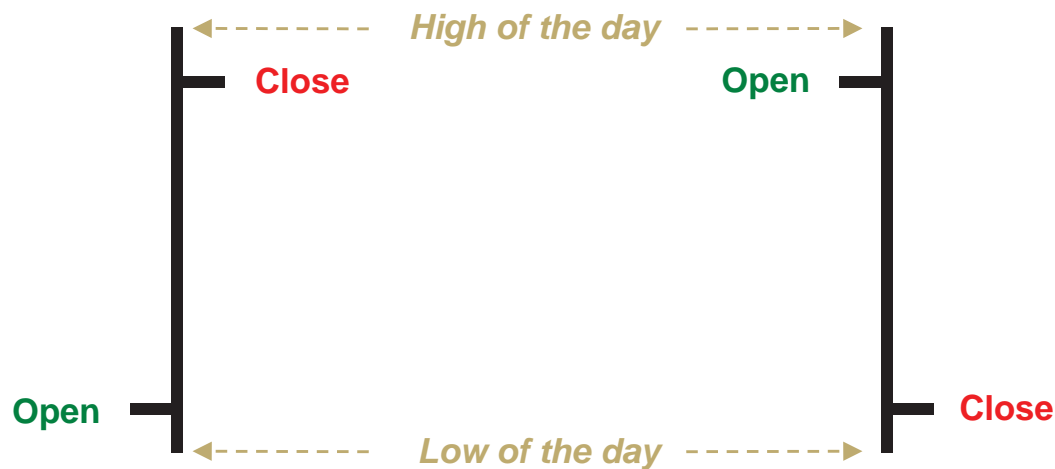 High of the day
Close
Open
Open
Close
Low of the day